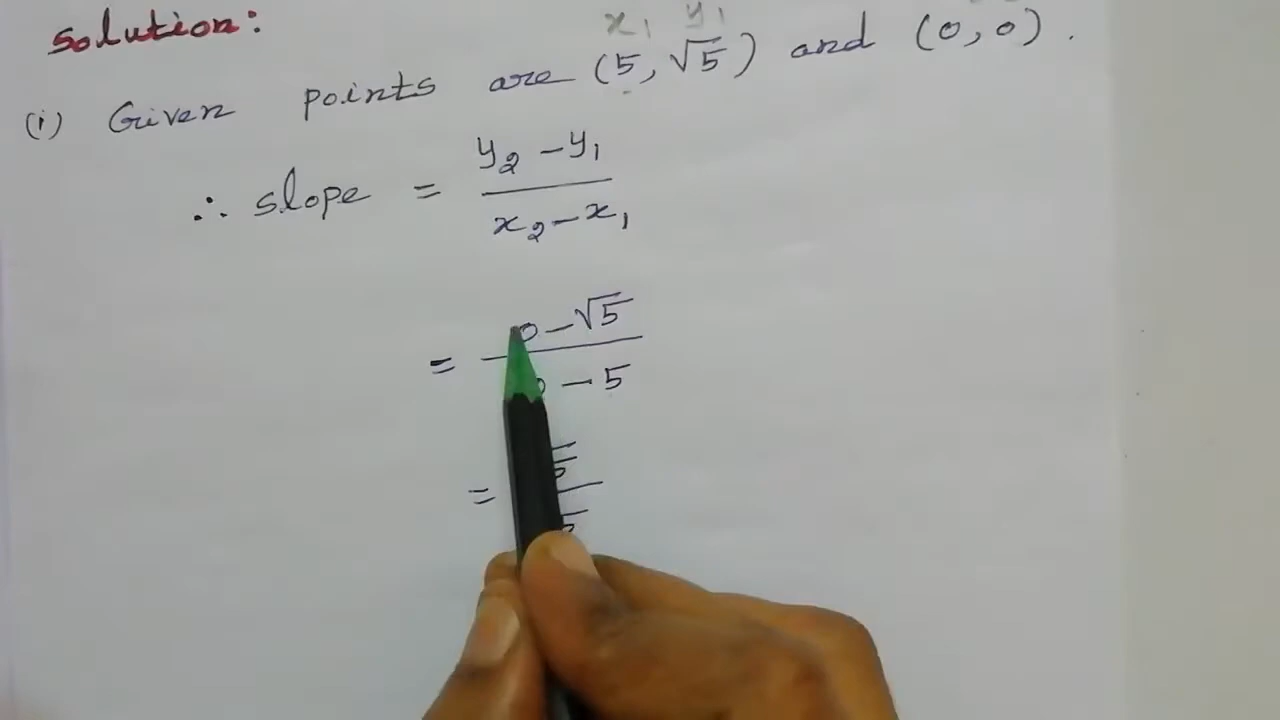 Solution:
x₁ y₁
(i) Given points are (5, √5) and (0, 0).
∴ slope = (y₂ − y₁) / (x₂ − x₁)
= (0 − √5) / (0 − 5)
=